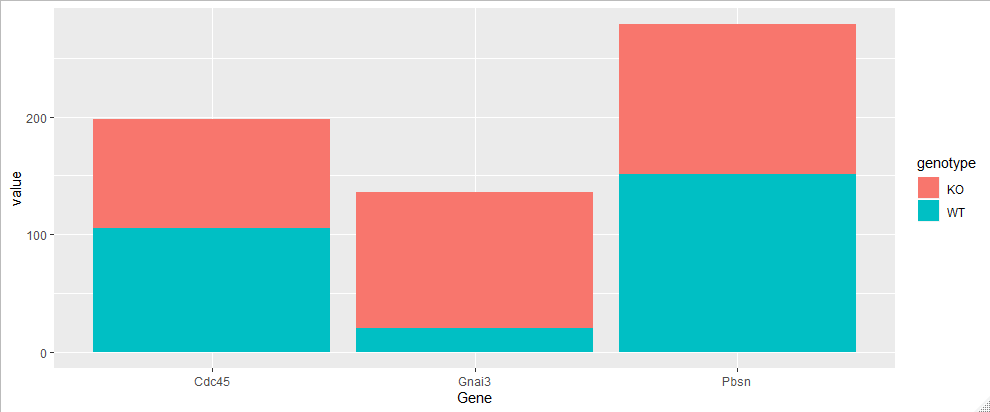 value
200
100
0
Cdc45 Gnai3 Pbsn
Gene
genotype
KO
WT